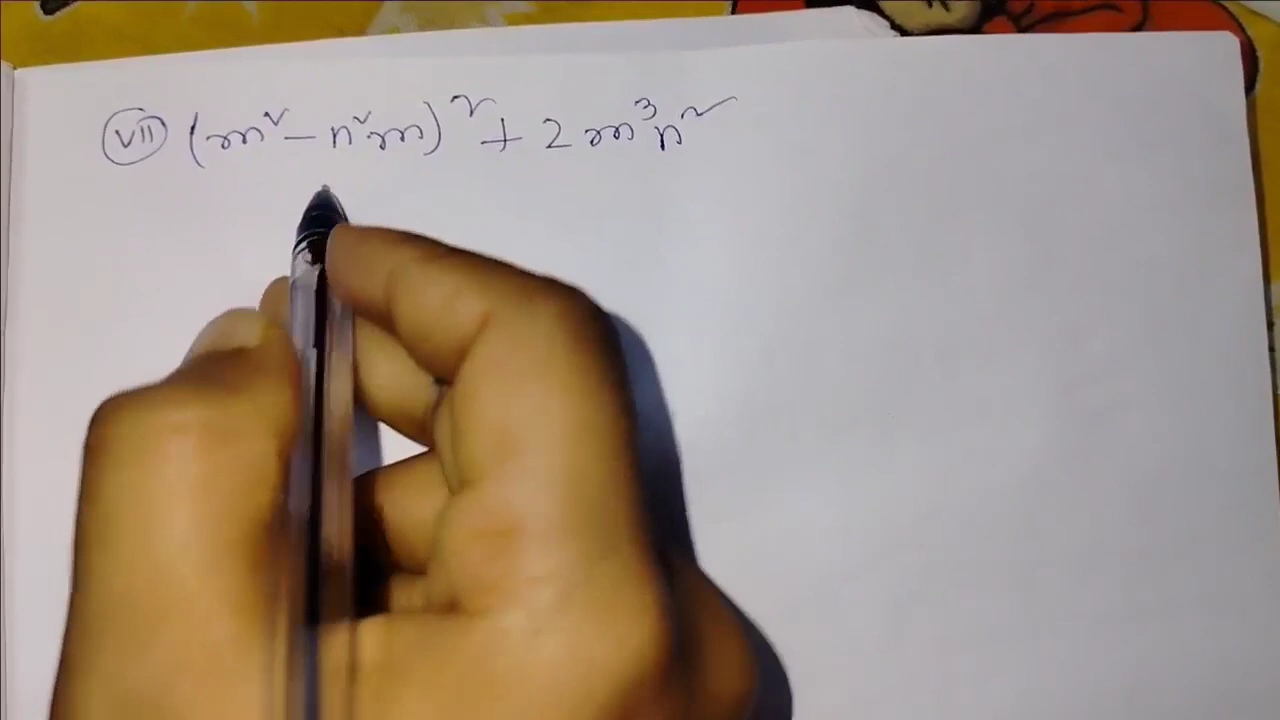 (vii) (m² - n²m)² + 2m³n²